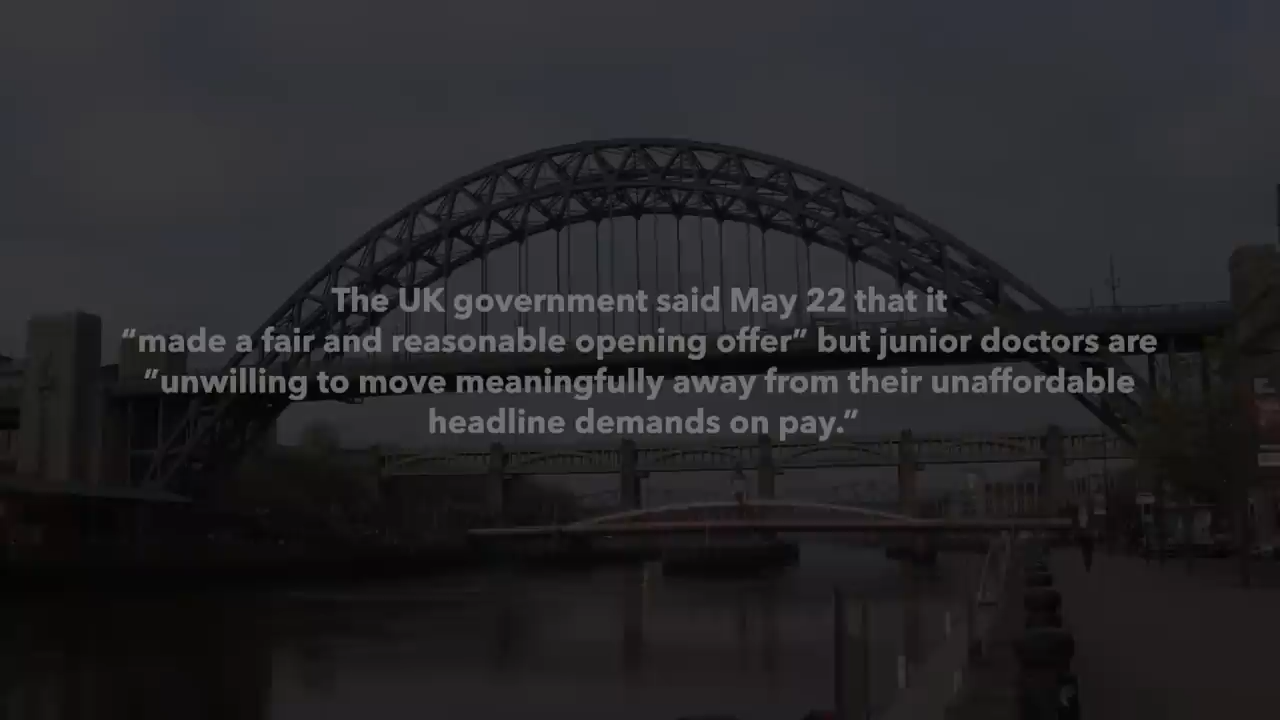 The UK government said May 22 that it
“made a fair and reasonable opening offer” but junior doctors are
“unwilling to move meaningfully away from their unaffordable
headline demands on pay.”